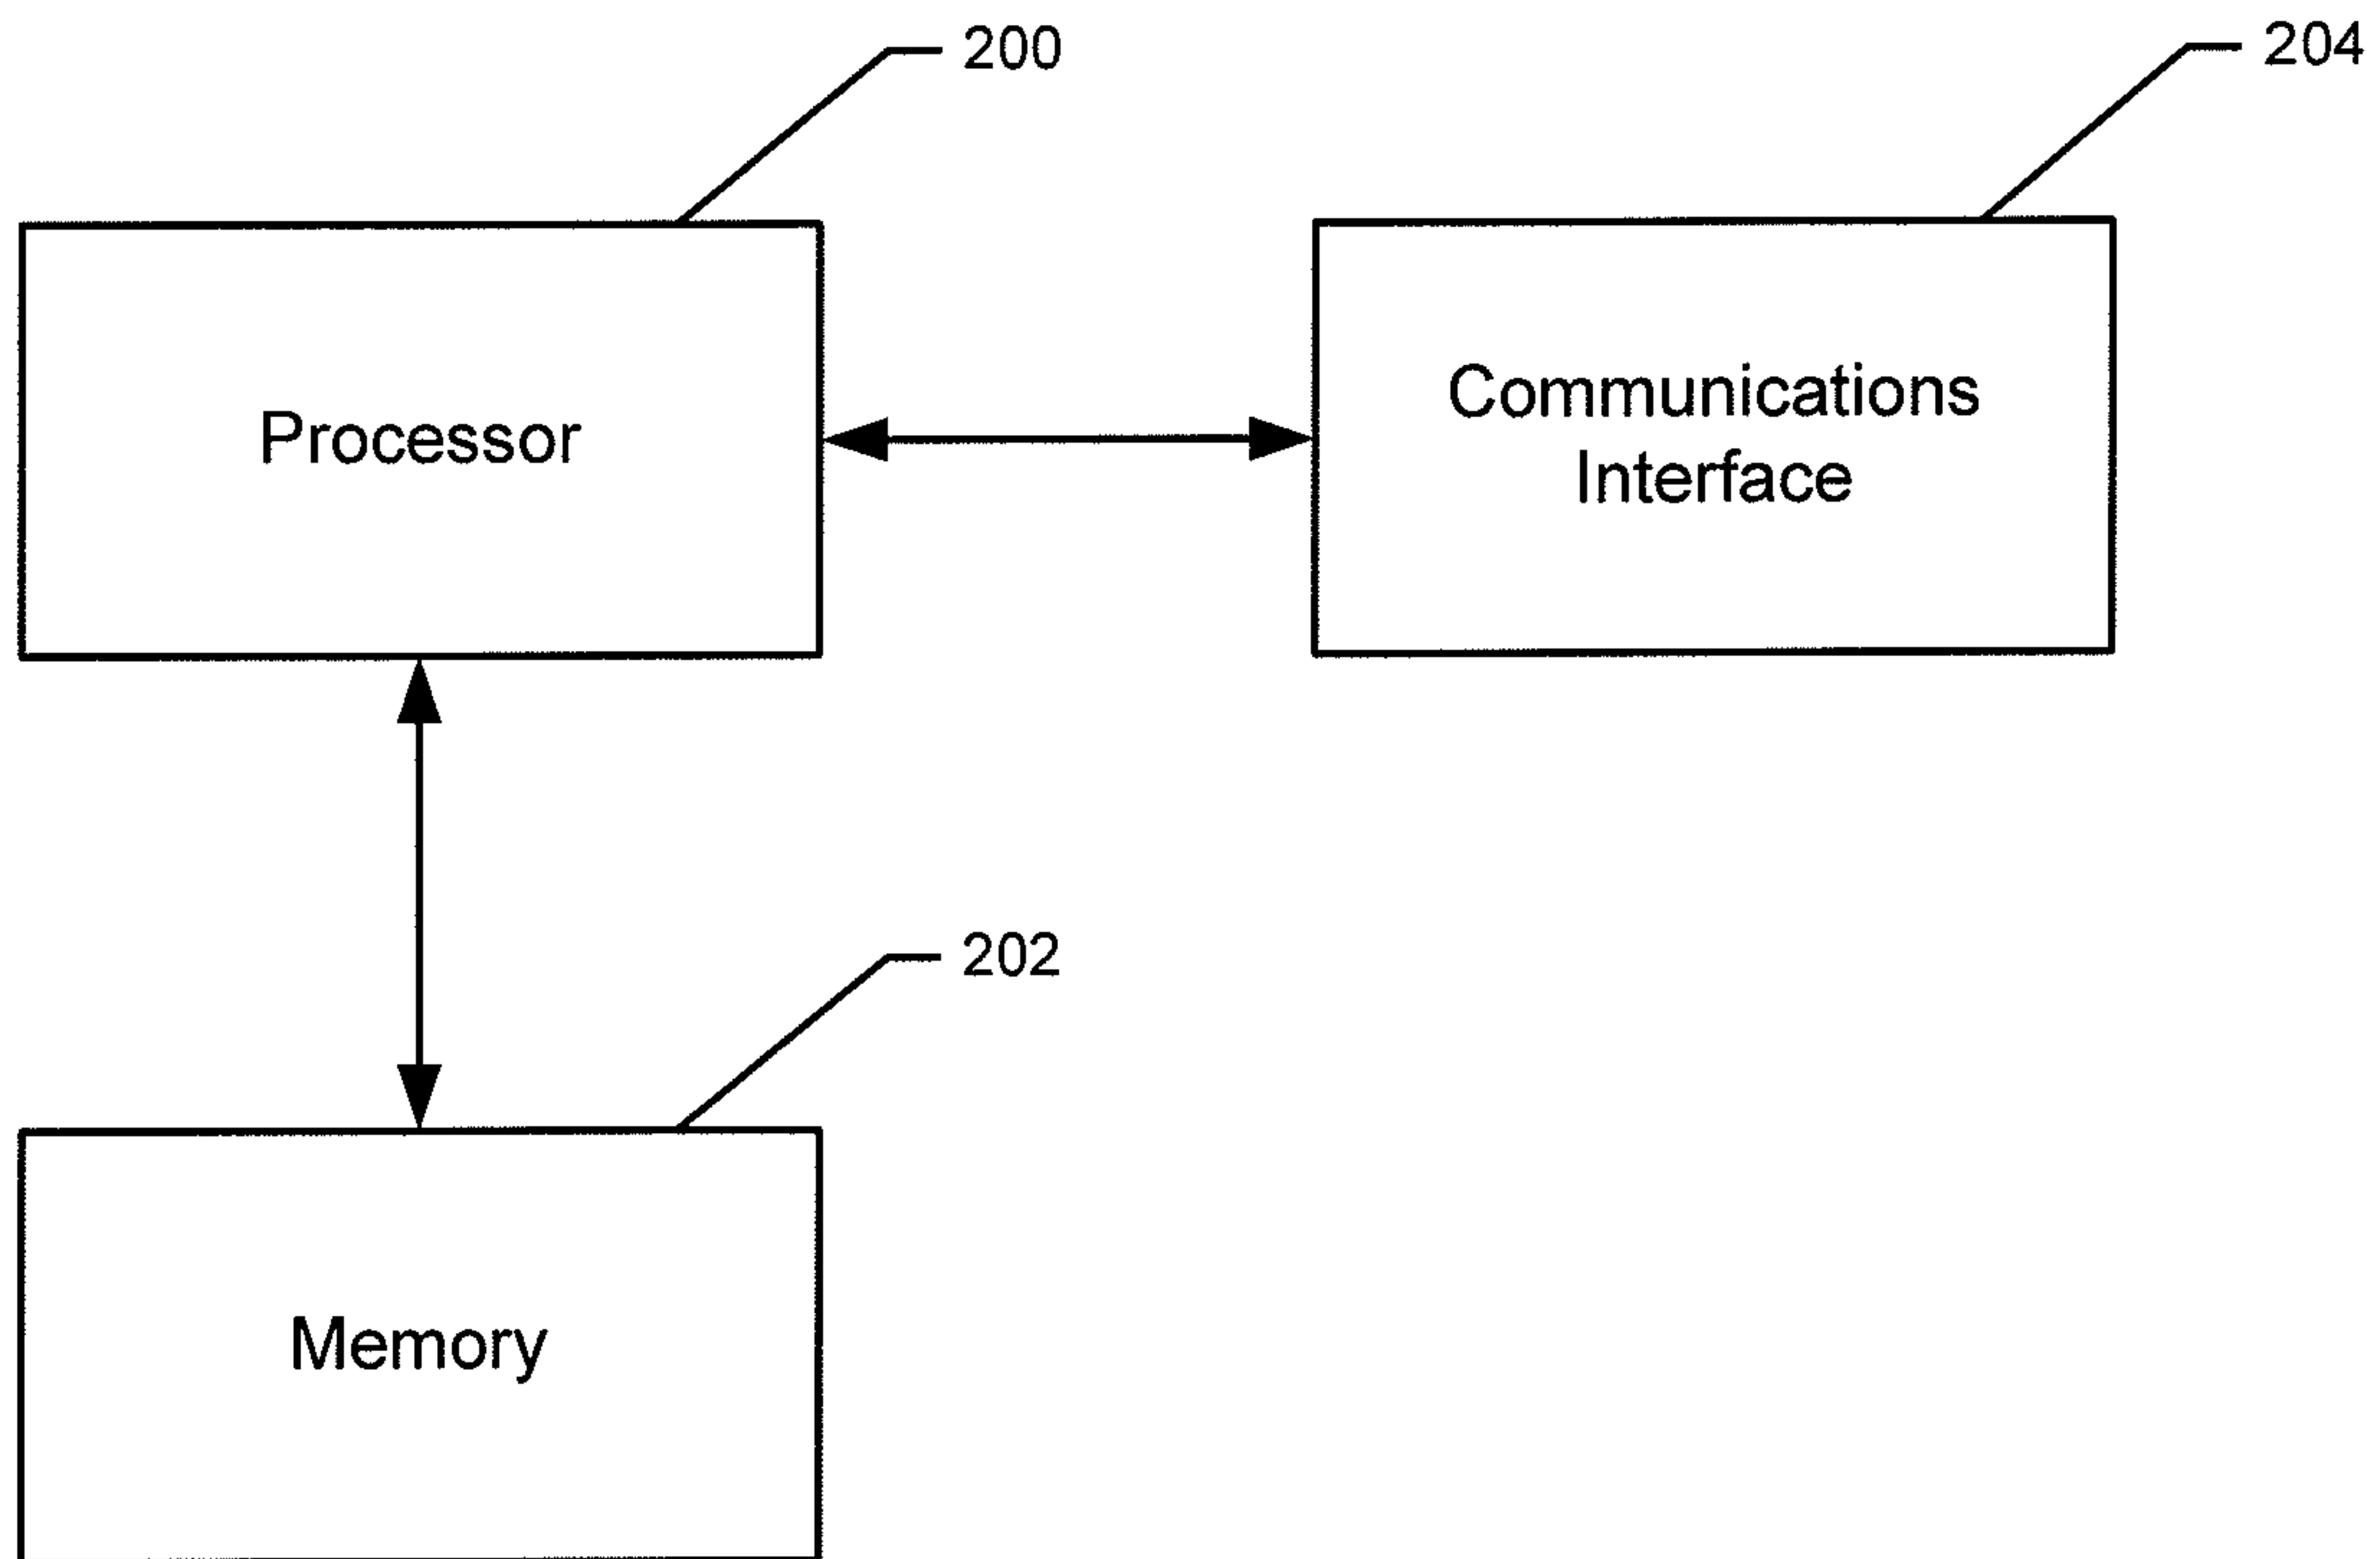 200
204
Processor
Communications
Interface
202
Memory